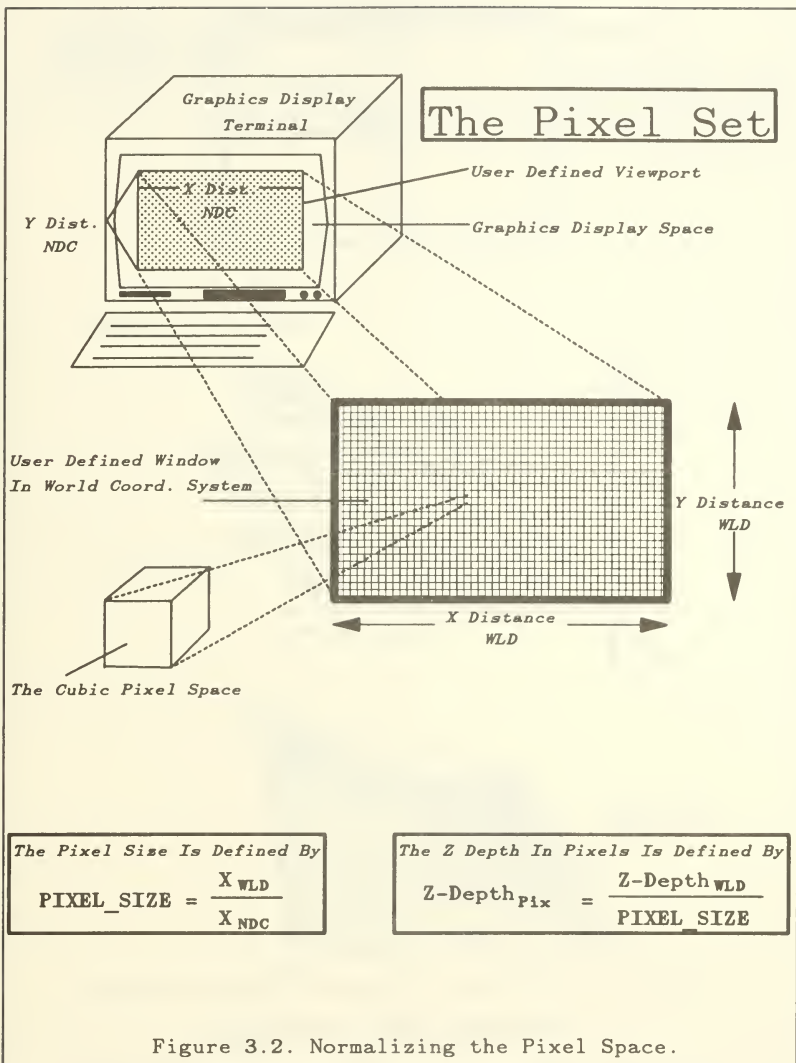 Graphics Display
Terminal
The Pixel Set
User Defined Viewport
X Dist.
NDC
Y Dist.
NDC
Graphics Display Space
User Defined Window
In World Coord. System
Y Distance
WLD
X Distance
WLD
The Cubic Pixel Space
The Pixel Size Is Defined By
PIXEL_SIZE = X WLD / X NDC
The Z Depth In Pixels Is Defined By
Z-Depth Pix = Z-Depth WLD / PIXEL_SIZE
Figure 3.2. Normalizing the Pixel Space.